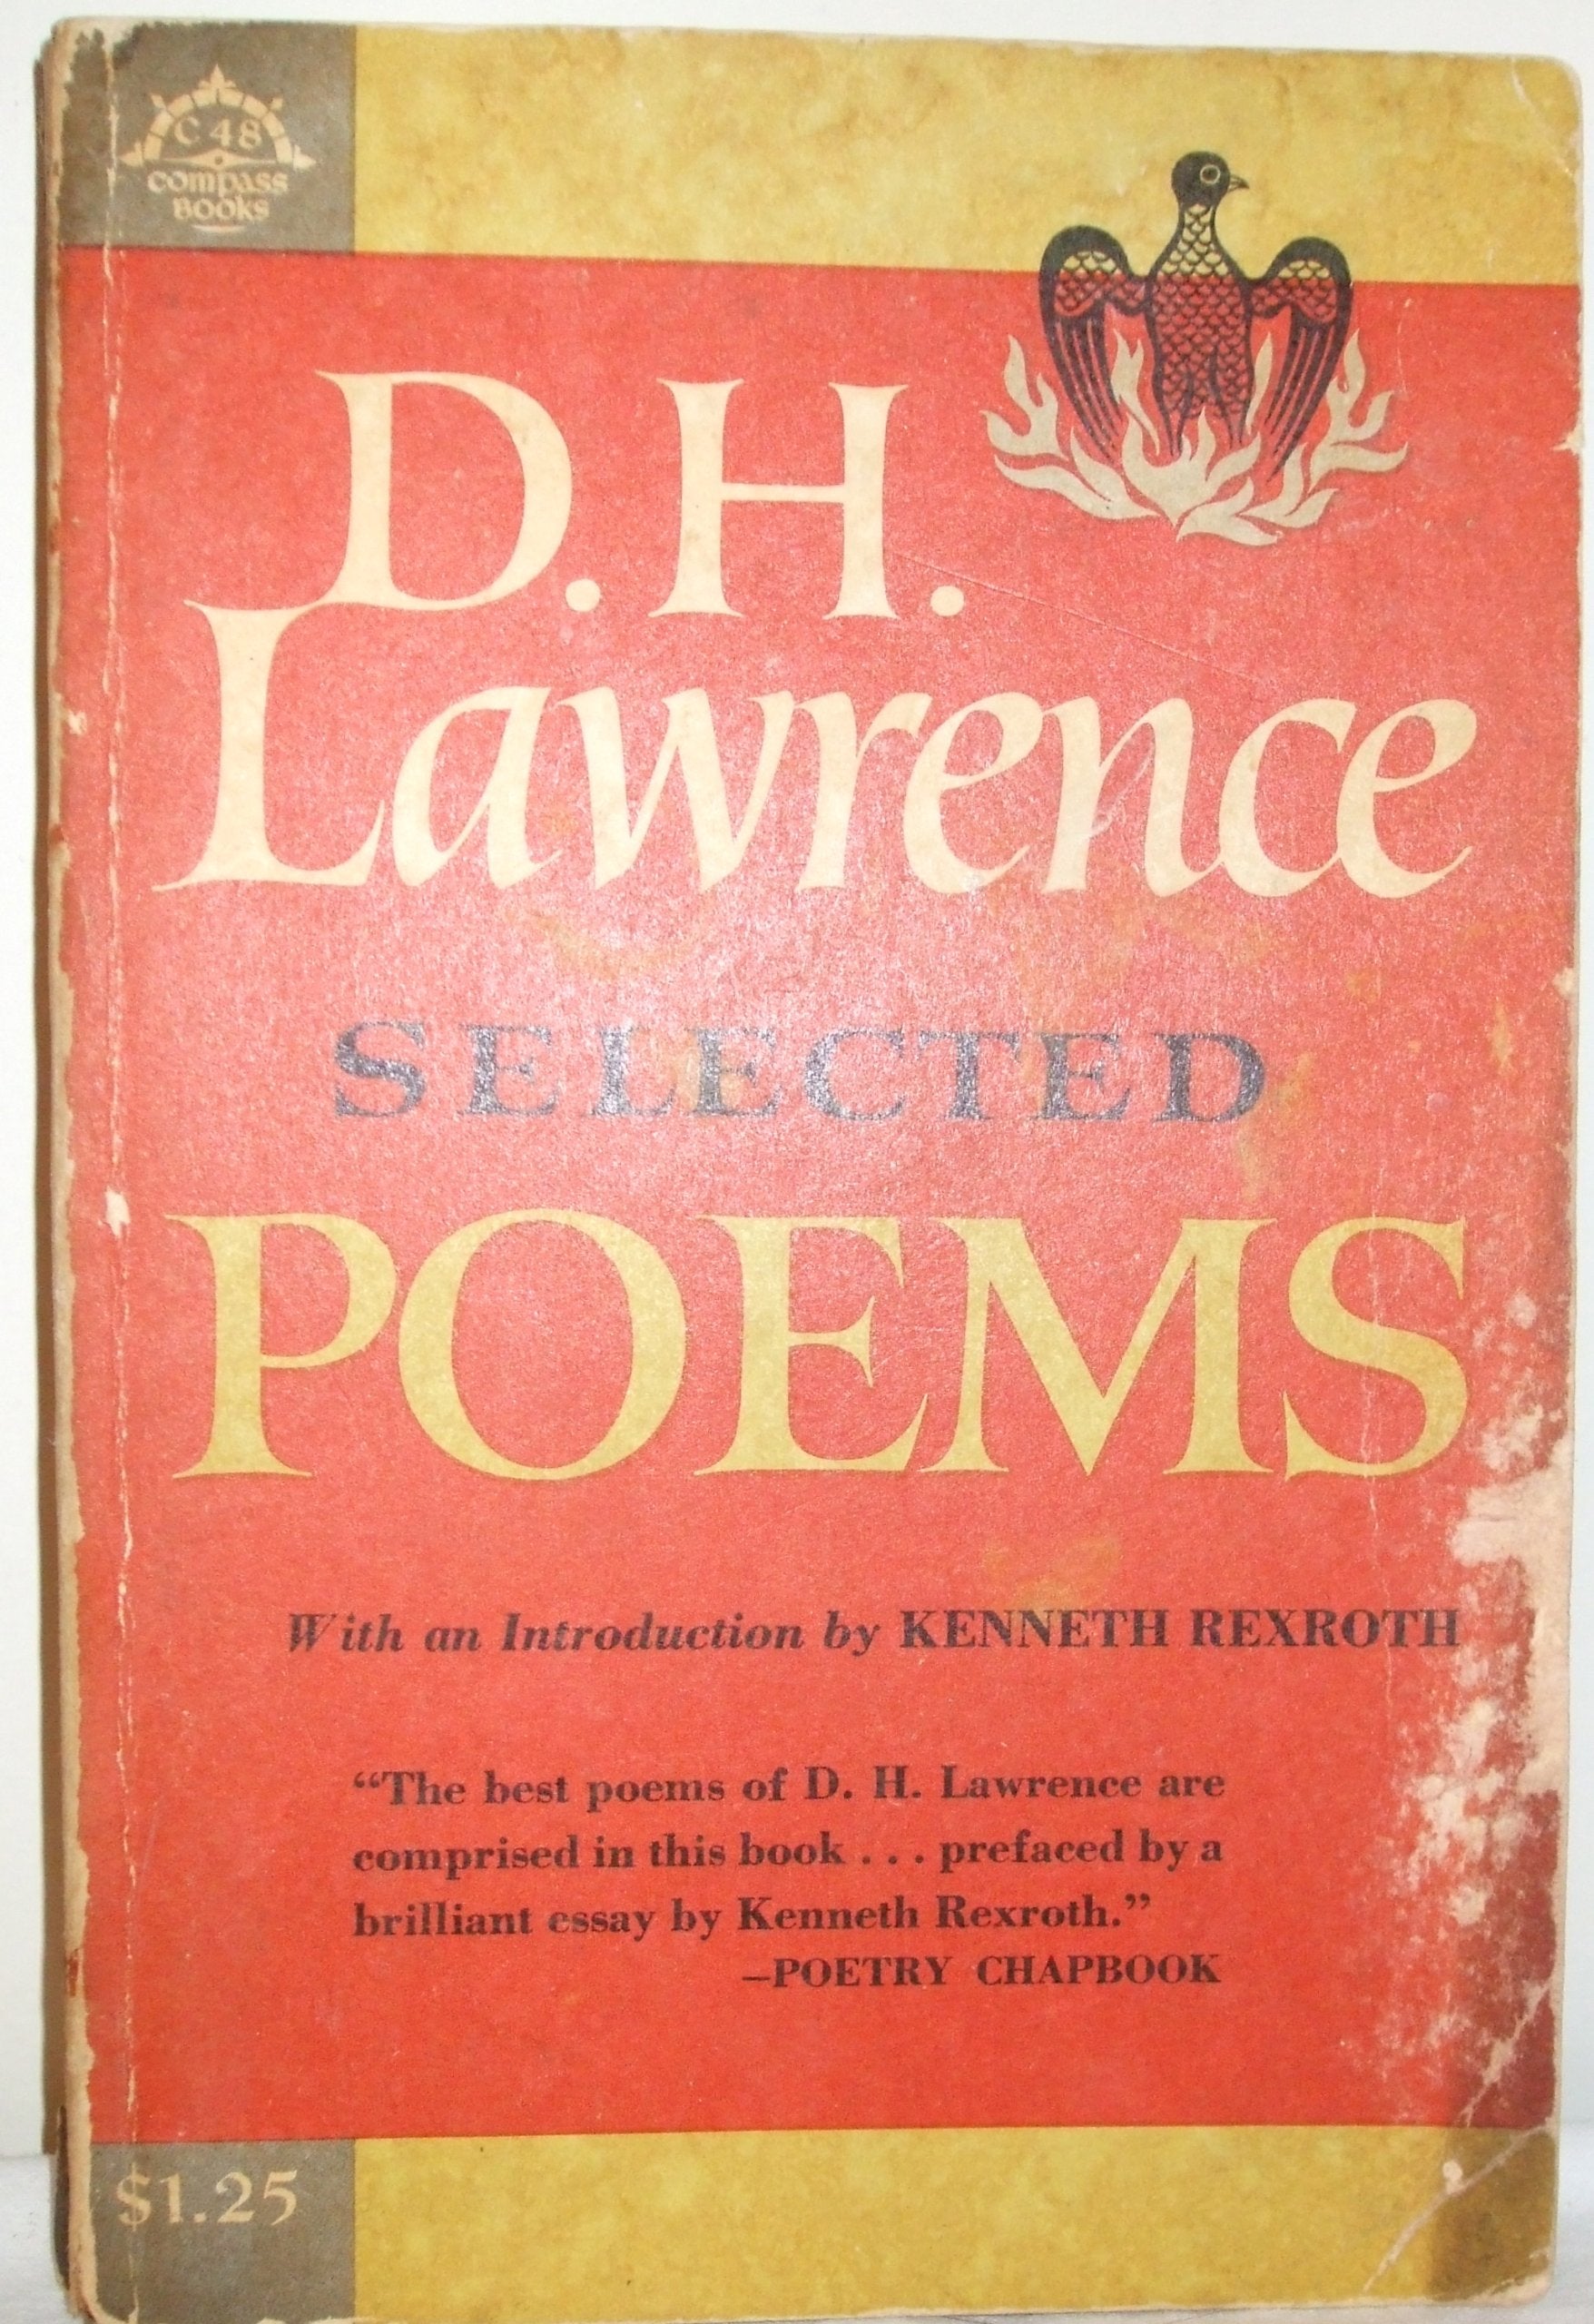 C 48
compass
BOOKS
D. H.
Lawrence
SELECTED
POEMS
With an Introduction by KENNETH REXROTH
“The best poems of D. H. Lawrence are
comprised in this book . . . prefaced by a
brilliant essay by Kenneth Rexroth.”
–POETRY CHAPBOOK
$1.25